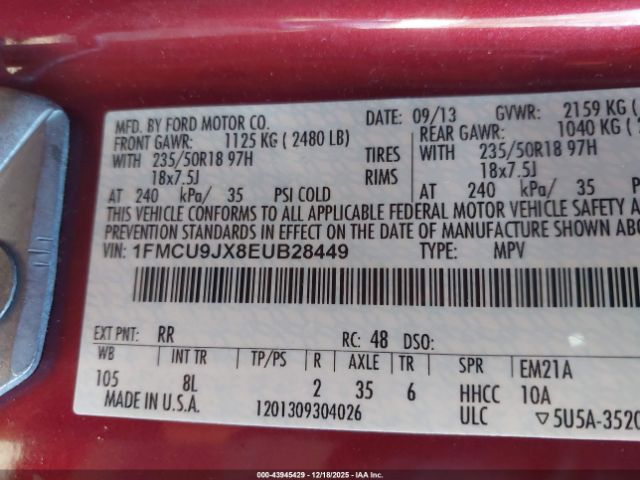 MFD. BY FORD MOTOR CO. DATE: 09/13 GVWR: 2159 KG
FRONT GAWR: 1125 KG ( 2480 LB) REAR GAWR: 1040 KG (
WITH 235/50R18 97H TIRES WITH 235/50R18 97H
18x7.5J RIMS 18x7.5J
AT 240 kPa/ 35 PSI COLD AT 240 kPa/ 35
THIS VEHICLE CONFORMS TO ALL APPLICABLE FEDERAL MOTOR VEHICLE SAFETY A
PREVENTION STANDARDS IN EFFECT ON THE DATE OF MANUFACTURE SHOWN ABO
VIN: 1FMCU9JX8EUB28449 TYPE: MPV
EXT PNT: RR RC: 48 DSO:
WB INT TR TP/PS R AXLE TR SPR EM21A
105 8L 2 35 6 HHCC 10A
MADE IN U.S.A. 1201309304026 ULC ▽5U5A-3520
000-43945429 - 12/18/2025 - COPYRIGHT IAA, LLC.